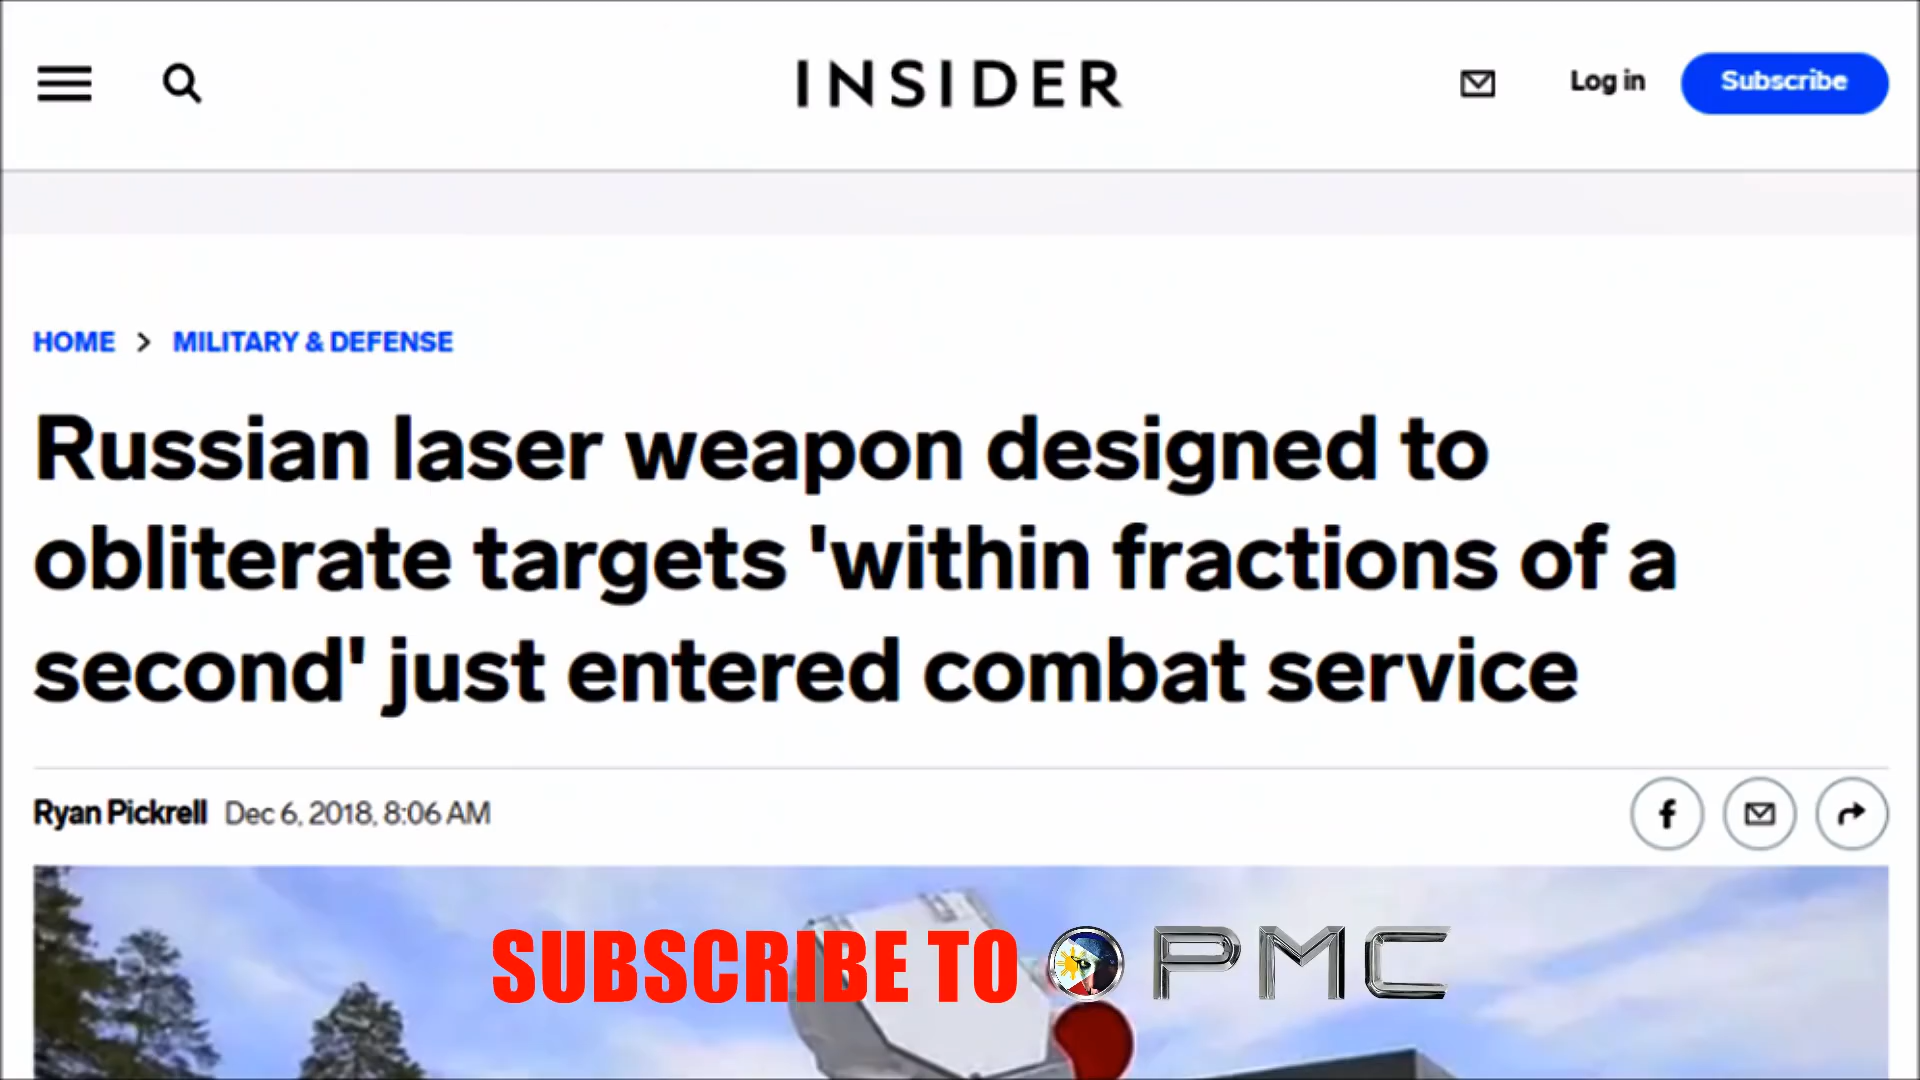 INSIDER
Log in
Subscribe
HOME > MILITARY & DEFENSE
Russian laser weapon designed to
obliterate targets 'within fractions of a
second' just entered combat service
Ryan Pickrell Dec 6, 2018, 8:06 AM
SUBSCRIBE TO PMC